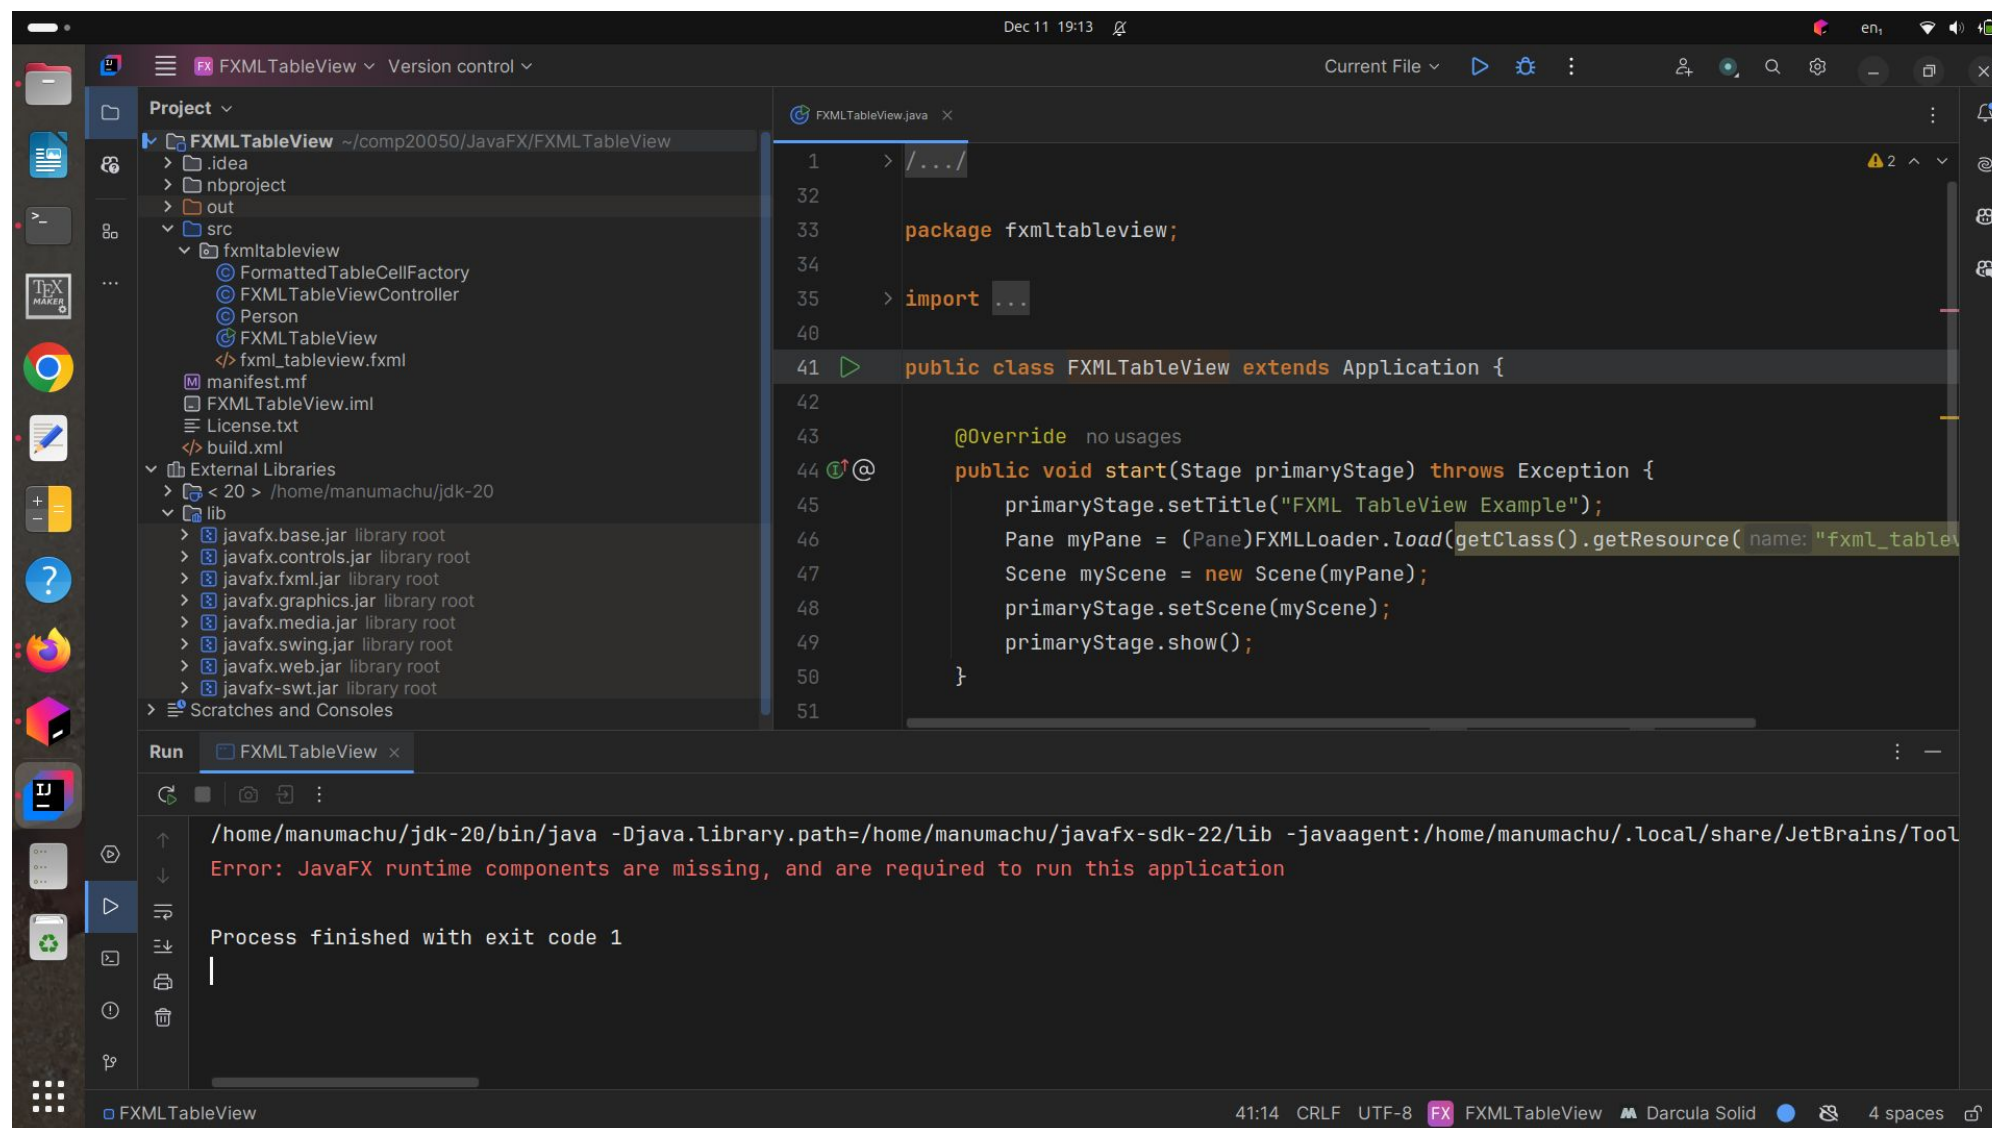 Dec 11 19:13
en₁
FX FXMLTableView Version control
Current File
Project
FXMLTableView.java
FXMLTableView ~/comp20050/JavaFX/FXMLTableView
.idea
nbproject
out
src
fxmltableview
FormattedTableCellFactory
FXMLTableViewController
Person
FXMLTableView
</> fxml_tableview.fxml
M manifest.mf
FXMLTableView.iml
License.txt
</> build.xml
External Libraries
< 20 > /home/manumachu/jdk-20
lib
javafx.base.jar library root
javafx.controls.jar library root
javafx.fxml.jar library root
javafx.graphics.jar library root
javafx.media.jar library root
javafx.swing.jar library root
javafx.web.jar library root
javafx-swt.jar library root
Scratches and Consoles
2
1 /.../
32
33 package fxmltableview;
34
35 import ...
40
41 public class FXMLTableView extends Application {
42
43 @Override no usages
44 public void start(Stage primaryStage) throws Exception {
45 primaryStage.setTitle("FXML TableView Example");
46 Pane myPane = (Pane)FXMLLoader.load(getClass().getResource( name: "fxml_tablev
47 Scene myScene = new Scene(myPane);
48 primaryStage.setScene(myScene);
49 primaryStage.show();
50 }
51
TEX
MAKER
IJ
Run FXMLTableView
/home/manumachu/jdk-20/bin/java -Djava.library.path=/home/manumachu/javafx-sdk-22/lib -javaagent:/home/manumachu/.local/share/JetBrains/Tool
Error: JavaFX runtime components are missing, and are required to run this application
Process finished with exit code 1
FXMLTableView
41:14 CRLF UTF-8 FX FXMLTableView Darcula Solid 4 spaces